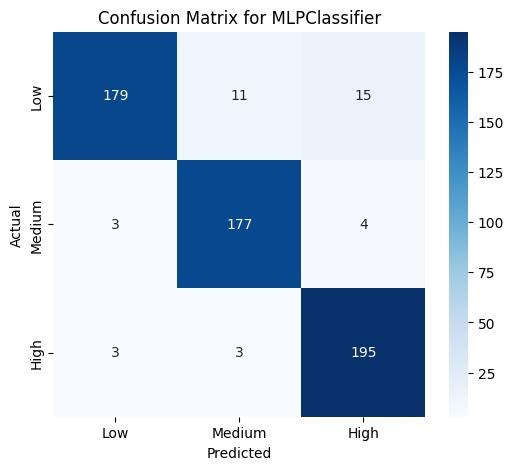 Confusion Matrix for MLPClassifier
Actual
Low
179 11 15
Medium
3 177 4
High
3 3 195
Low Medium High
Predicted
175
150
125
100
75
50
25